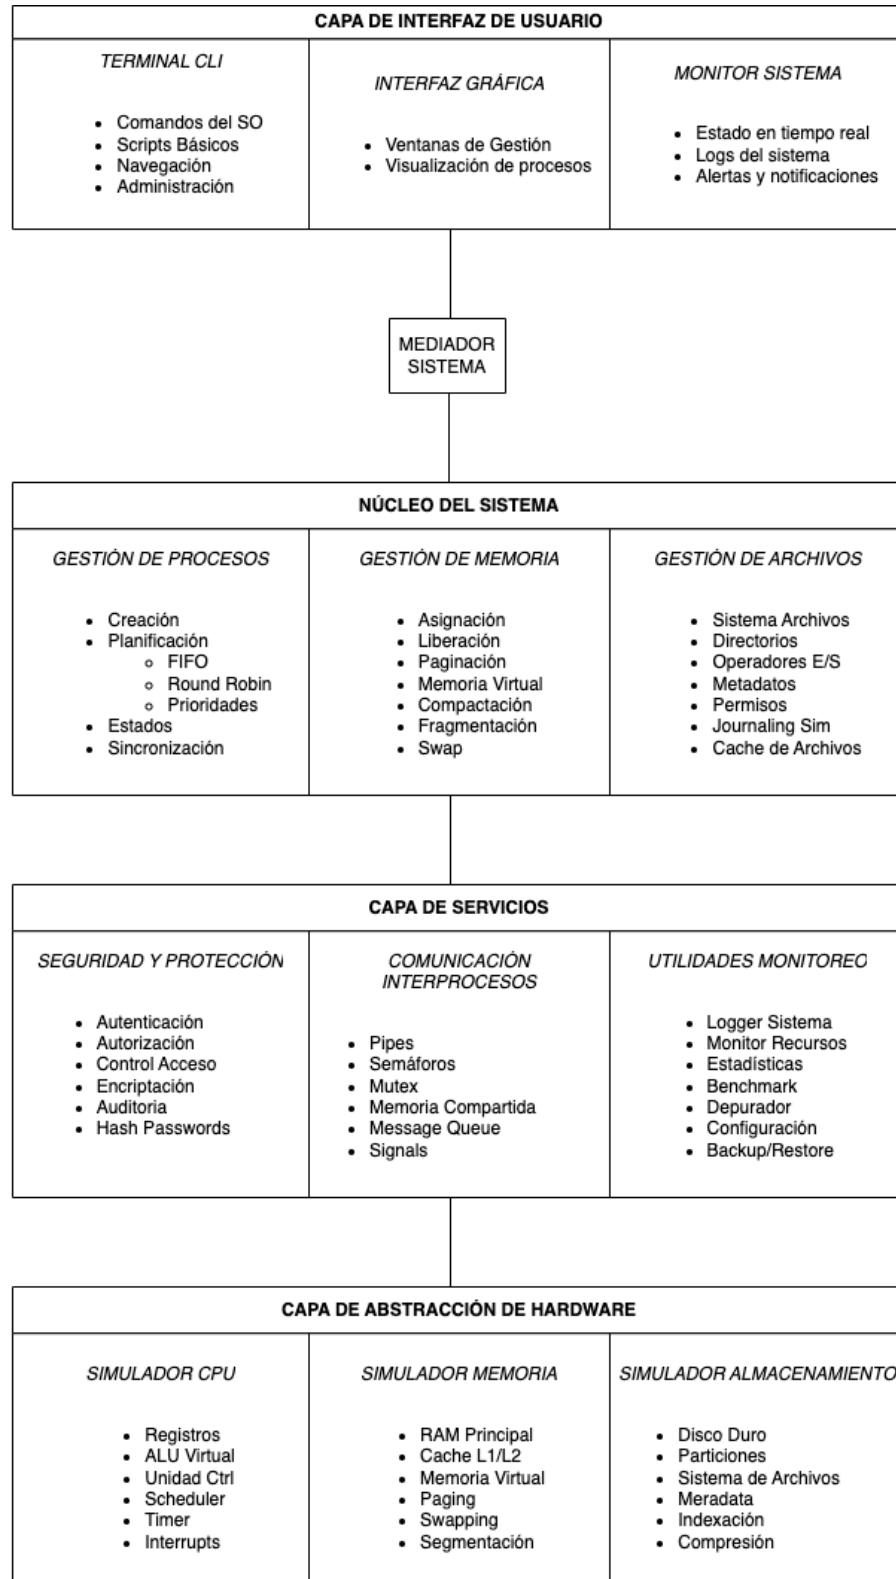 CAPA DE INTERFAZ DE USUARIO
TERMINAL CLI
Comandos del SO
Scripts Básicos
Navegación
Administración
INTERFAZ GRÁFICA
Ventanas de Gestión
Visualización de procesos
MONITOR SISTEMA
Estado en tiempo real
Logs del sistema
Alertas y notificaciones
MEDIADOR
SISTEMA
NÚCLEO DEL SISTEMA
GESTIÓN DE PROCESOS
Creación
Planificación
FIFO
Round Robin
Prioridades
Estados
Sincronización
GESTIÓN DE MEMORIA
Asignación
Liberación
Paginación
Memoria Virtual
Compactación
Fragmentación
Swap
GESTIÓN DE ARCHIVOS
Sistema Archivos
Directorios
Operadores E/S
Metadatos
Permisos
Journaling Sim
Cache de Archivos
CAPA DE SERVICIOS
SEGURIDAD Y PROTECCIÓN
Autenticación
Autorización
Control Acceso
Encriptación
Auditoria
Hash Passwords
COMUNICACIÓN
INTERPROCESOS
Pipes
Semáforos
Mutex
Memoria Compartida
Message Queue
Signals
UTILIDADES MONITOREO
Logger Sistema
Monitor Recursos
Estadísticas
Benchmark
Depurador
Configuración
Backup/Restore
CAPA DE ABSTRACCIÓN DE HARDWARE
SIMULADOR CPU
Registros
ALU Virtual
Unidad Ctrl
Scheduler
Timer
Interrupts
SIMULADOR MEMORIA
RAM Principal
Cache L1/L2
Memoria Virtual
Paging
Swapping
Segmentación
SIMULADOR ALMACENAMIENTO
Disco Duro
Particiones
Sistema de Archivos
Meradata
Indexación
Compresión